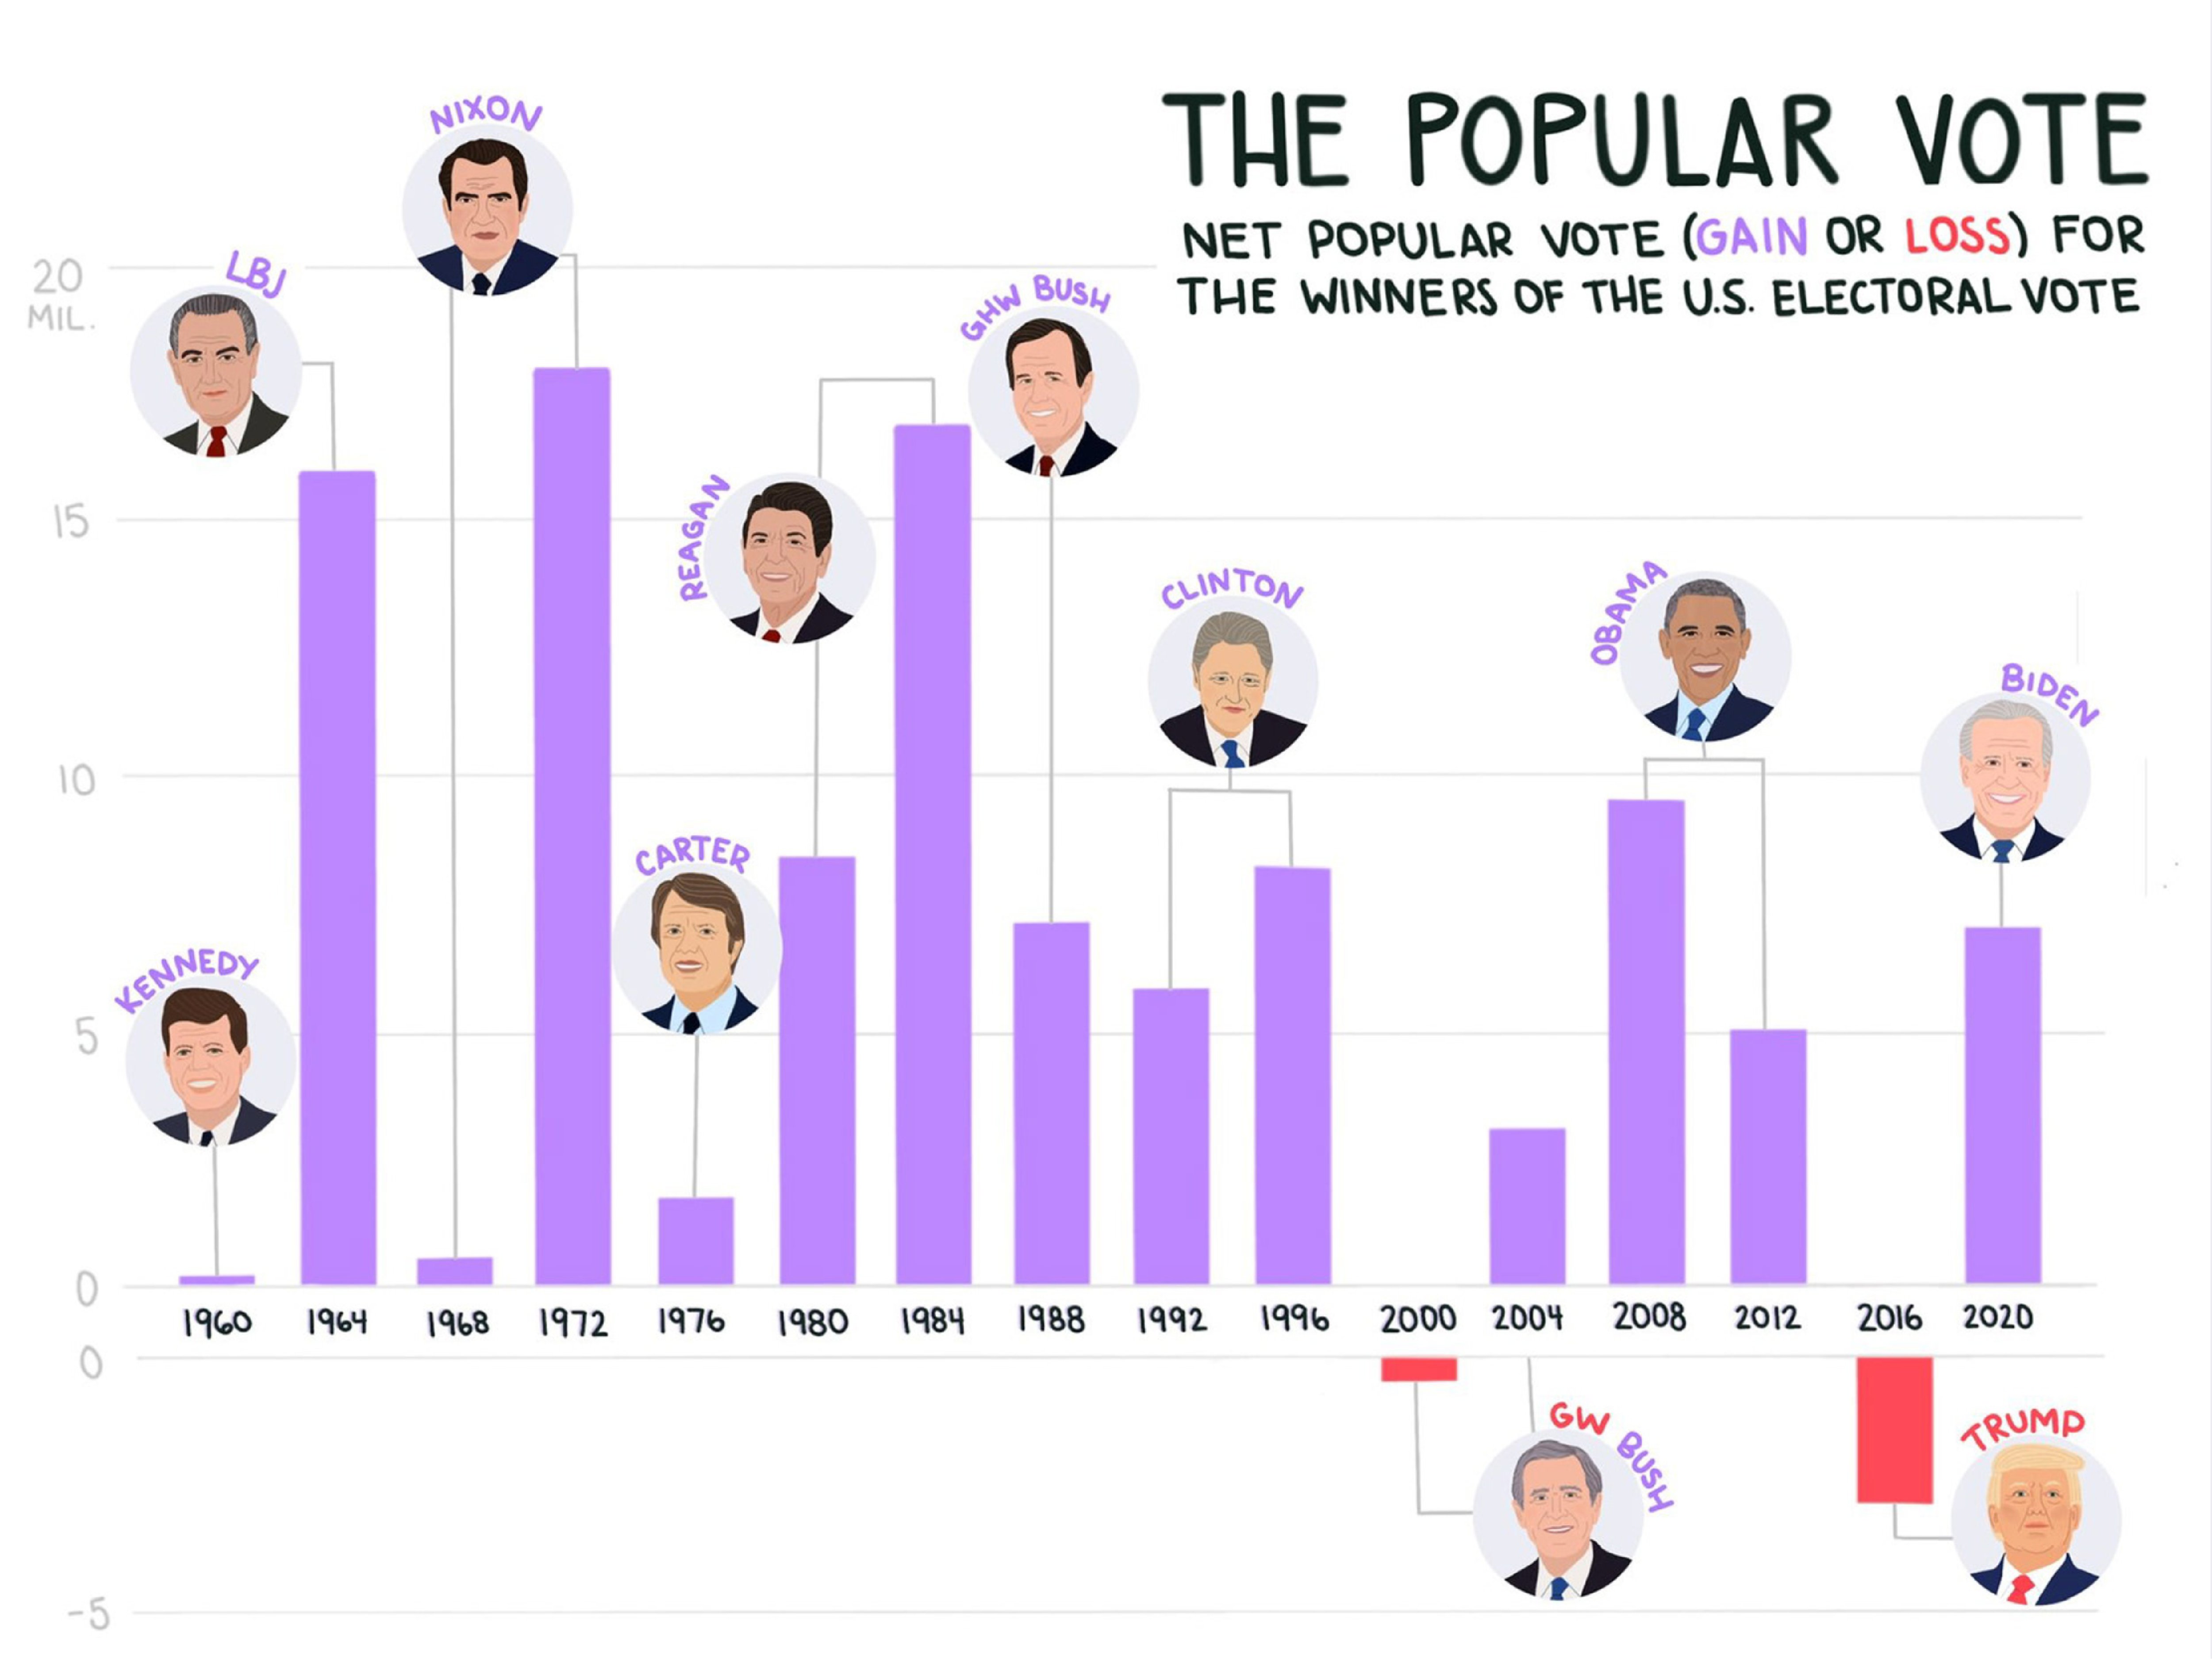 THE POPULAR VOTE
NET POPULAR VOTE (GAIN OR LOSS) FOR
THE WINNERS OF THE U.S. ELECTORAL VOTE
NIXON
LBJ
GHW BUSH
REAGAN
CLINTON
OBAMA
BIDEN
CARTER
KENNEDY
20
MIL.
15
10
5
0
1960 1964 1968 1972 1976 1980 1984 1988 1992 1996 2000 2004 2008 2012 2016 2020
0
GW BUSH
TRUMP
-5